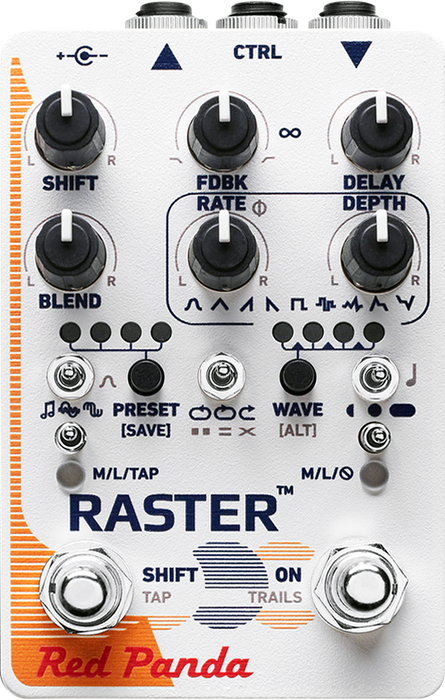 CTRL
L R
L R
SHIFT
FDBK
DELAY
RATE
DEPTH
L R
BLEND
PRESET
[SAVE]
WAVE
[ALT]
M/L/TAP
M/L/
RASTER™
SHIFT
TAP
ON
TRAILS
Red Panda